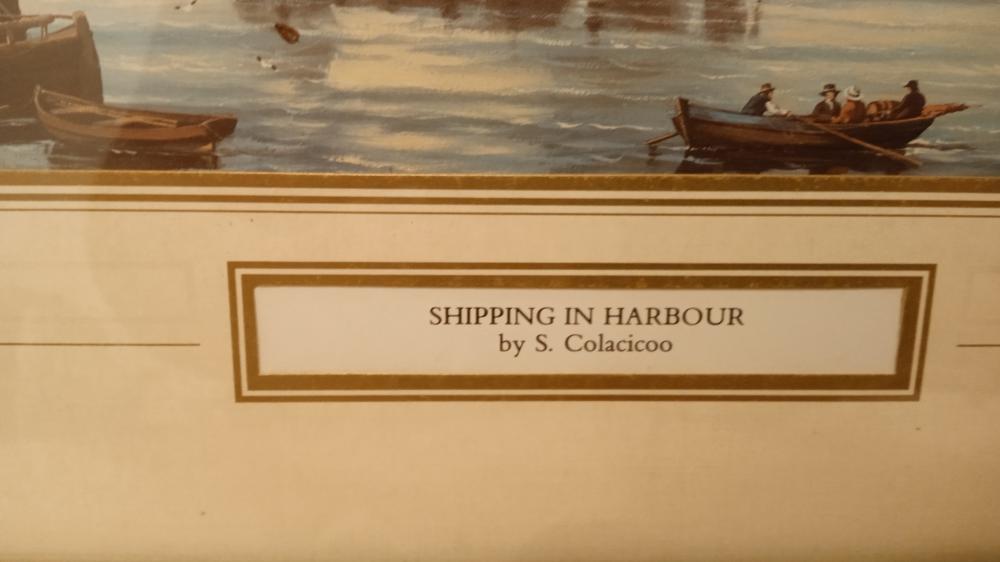 SHIPPING IN HARBOUR
by S. Colacicoo